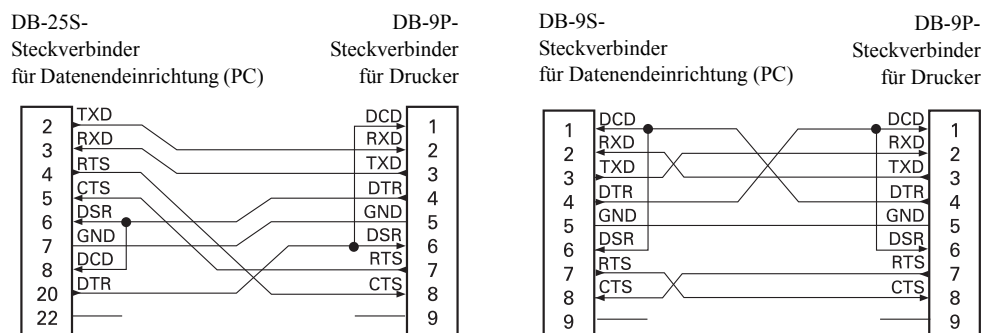 DB-25S-
Steckverbinder
für Datenendeinrichtung (PC)
DB-9P-
Steckverbinder
für Drucker
2 TXD DCD 1
3 RXD RXD 2
4 RTS TXD 3
5 CTS DTR 4
6 DSR GND 5
7 GND DSR 6
8 DCD RTS 7
20 DTR CTS 8
22 9
DB-9S-
Steckverbinder
für Datenendeinrichtung (PC)
DB-9P-
Steckverbinder
für Drucker
1 DCD DCD 1
2 RXD RXD 2
3 TXD TXD 3
4 DTR DTR 4
5 GND GND 5
6 DSR DSR 6
7 RTS RTS 7
8 CTS CTS 8
9 9